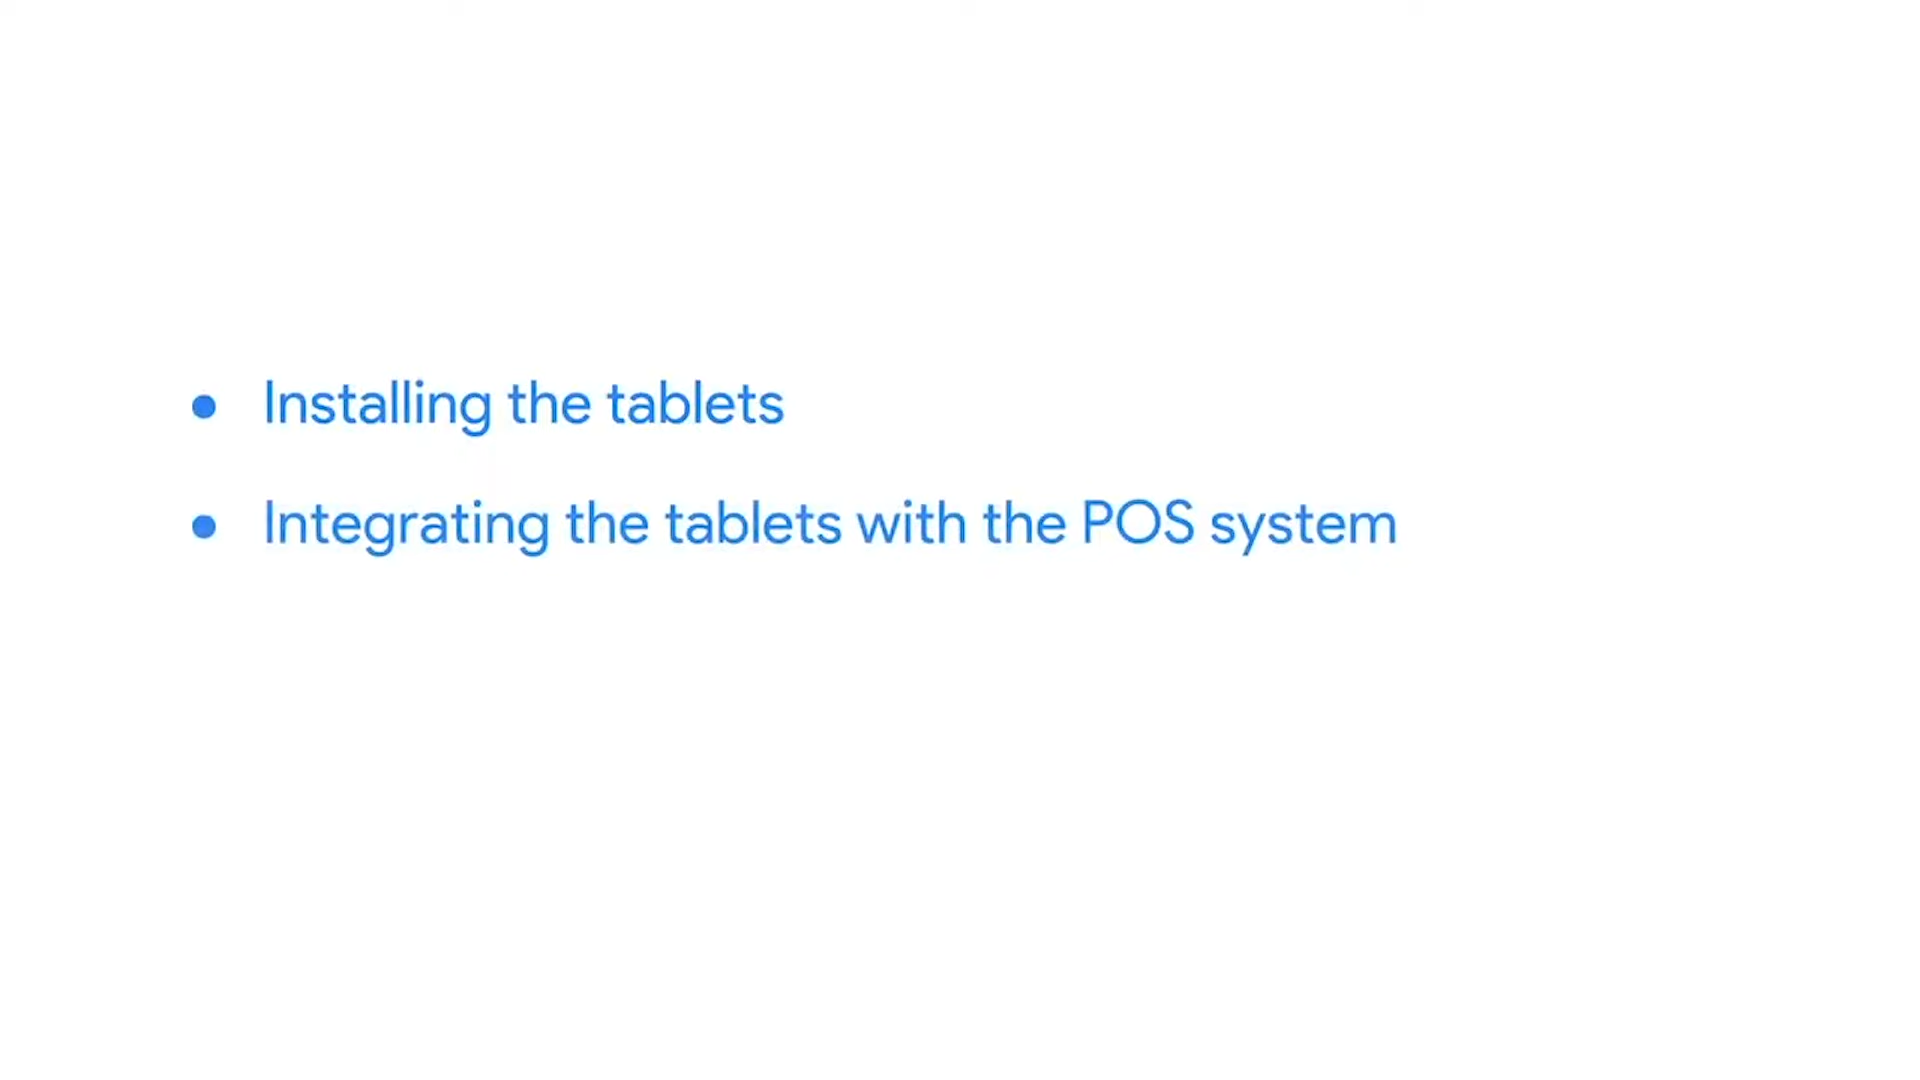 ● Installing the tablets
● Integrating the tablets with the POS system